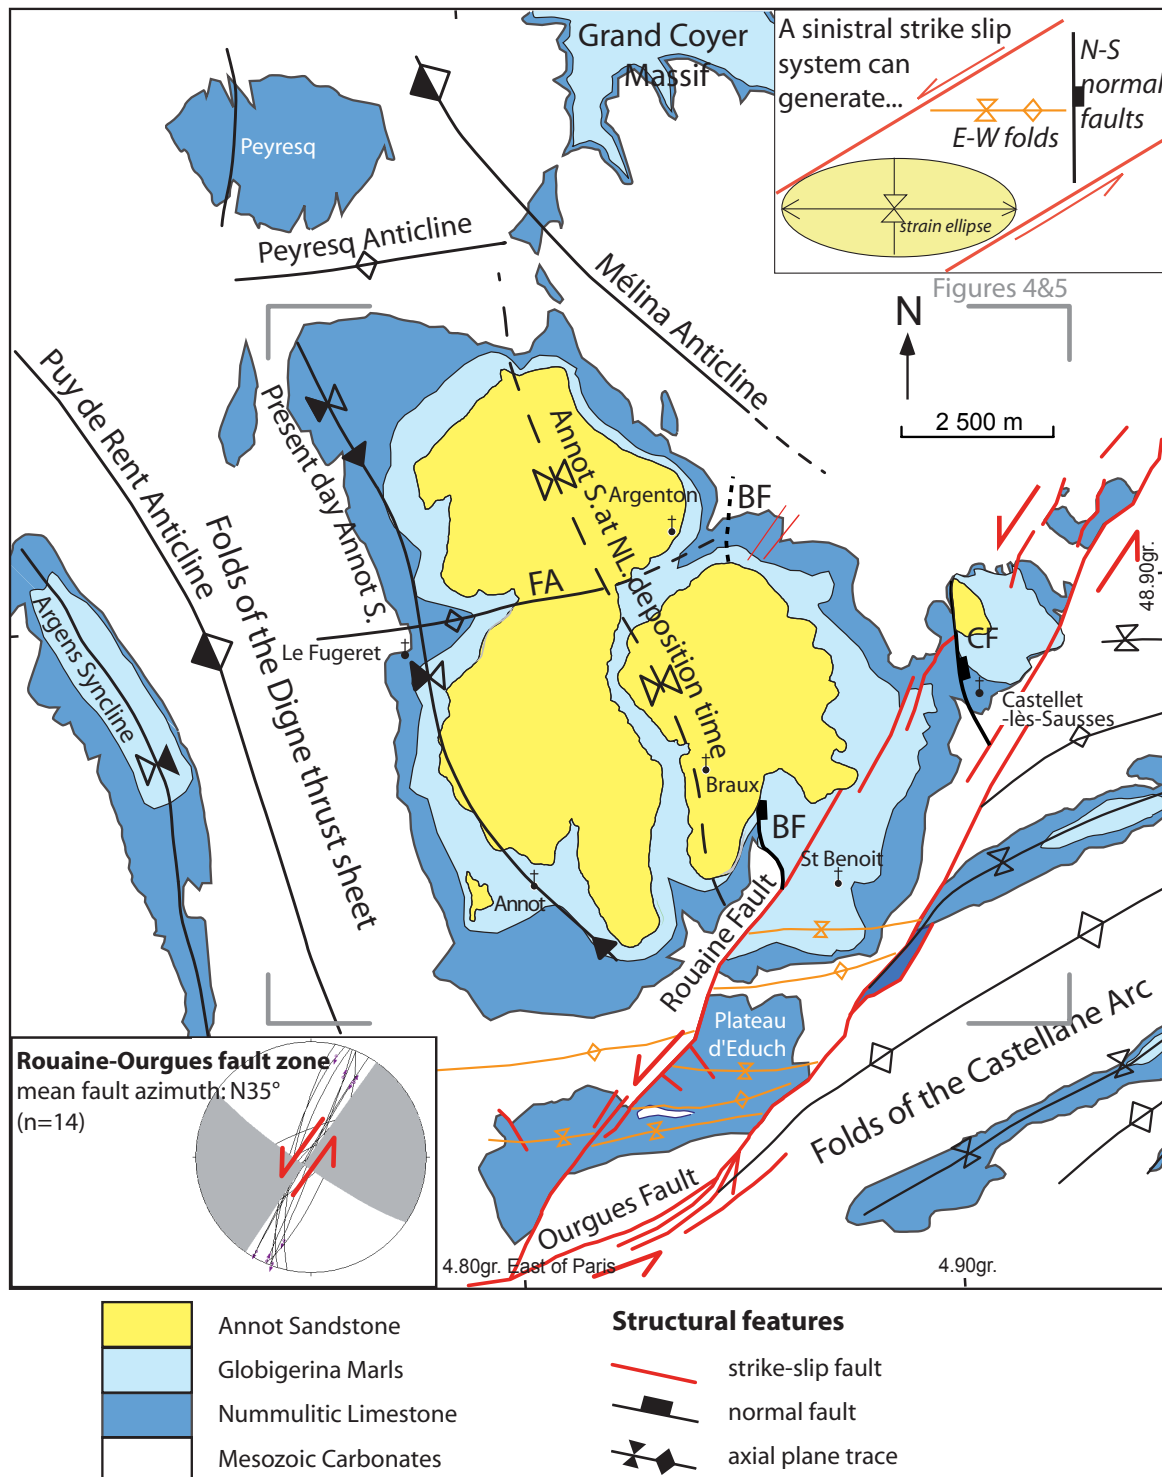 Grand Coyer
Massif
A sinistral strike slip
system can
generate...
N-S
normal
faults
E-W folds
strain ellipse
Peyresq
Peyresq Anticline
Mélina Anticline
Figures 4&5
N
2 500 m
Puy de Rent Anticline
Folds of the Digne thrust sheet
Present day Annot S.
Annot S. at NL. deposition time
Argenton
BF
FA
Le Fugeret
Argens Syncline
48.90gr.
CF
Castellet
-lès-Sausses
Braux
BF
St Benoit
Annot
Rouaine Fault
Plateau
d'Educh
Folds of the Castellane Arc
Ourgues Fault
Rouaine-Ourgues fault zone
mean fault azimuth: N35°
(n=14)
4.80gr. East of Paris
4.90gr.
Annot Sandstone
Globigerina Marls
Nummulitic Limestone
Mesozoic Carbonates
Structural features
strike-slip fault
normal fault
axial plane trace